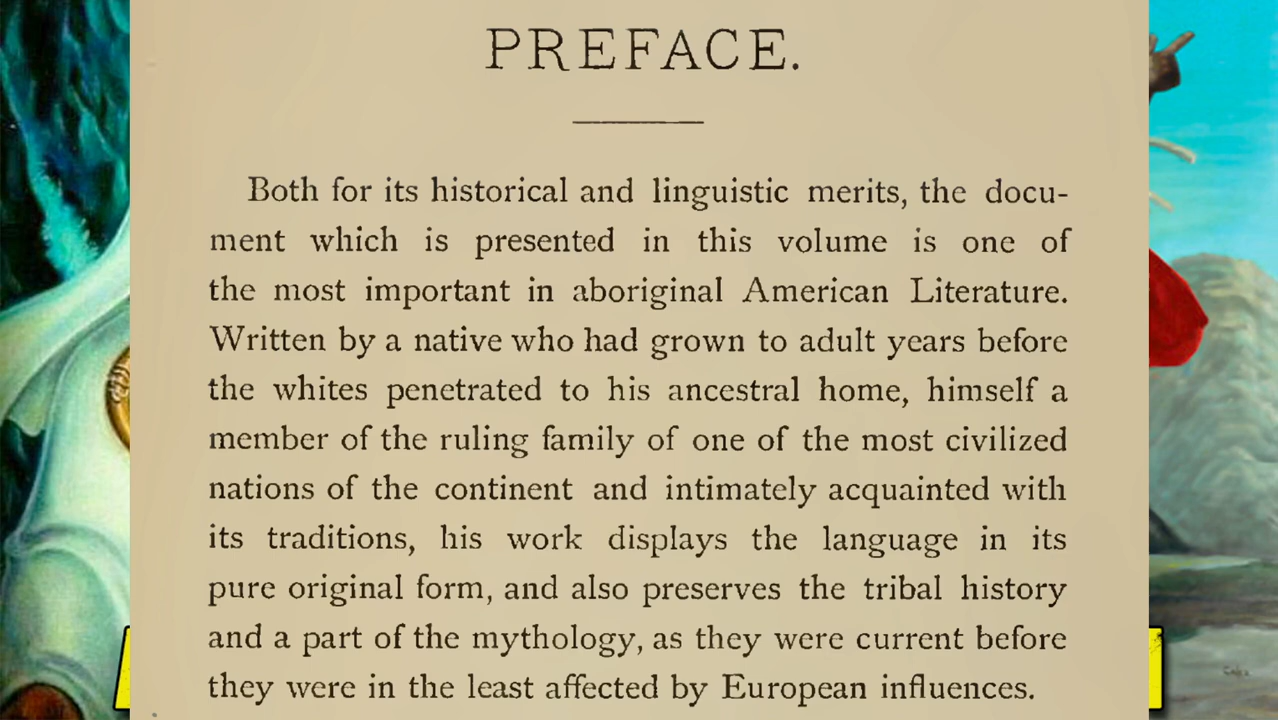 PREFACE.
Both for its historical and linguistic merits, the docu-
ment which is presented in this volume is one of
the most important in aboriginal American Literature.
Written by a native who had grown to adult years before
the whites penetrated to his ancestral home, himself a
member of the ruling family of one of the most civilized
nations of the continent and intimately acquainted with
its traditions, his work displays the language in its
pure original form, and also preserves the tribal history
and a part of the mythology, as they were current before
they were in the least affected by European influences.